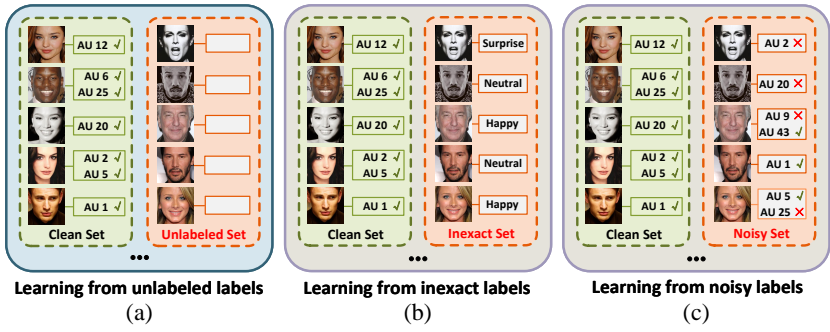 AU 12 ✓
AU 6 ✓
AU 25 ✓
AU 20 ✓
AU 2 ✓
AU 5 ✓
AU 1 ✓
Clean Set
Unlabeled Set
•••
Learning from unlabeled labels
(a)
AU 12 ✓
Surprise
AU 6 ✓
AU 25 ✓
Neutral
AU 20 ✓
Happy
AU 2 ✓
AU 5 ✓
Neutral
AU 1 ✓
Happy
Clean Set
Inexact Set
•••
Learning from inexact labels
(b)
AU 12 ✓
AU 2 ✗
AU 6 ✓
AU 25 ✓
AU 20 ✗
AU 20 ✓
AU 9 ✗
AU 43 ✓
AU 2 ✓
AU 5 ✓
AU 1 ✓
AU 1 ✓
AU 5 ✓
AU 25 ✗
Clean Set
Noisy Set
•••
Learning from noisy labels
(c)